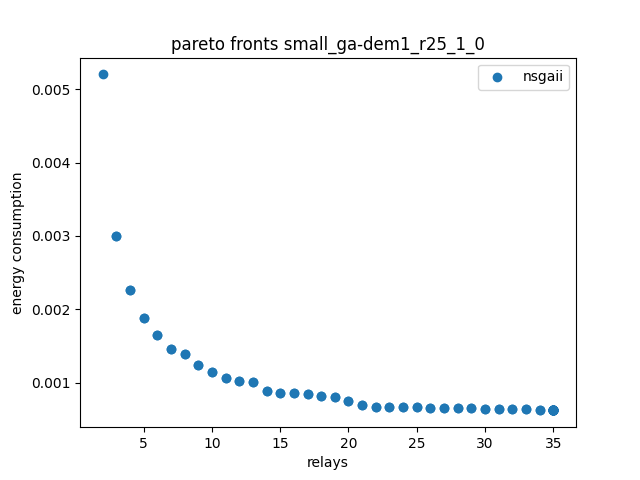 pareto fronts small_ga-dem1_r25_1_0
nsgaii
0.005
0.004
0.003
0.002
0.001
energy consumption
5 10 15 20 25 30 35
relays